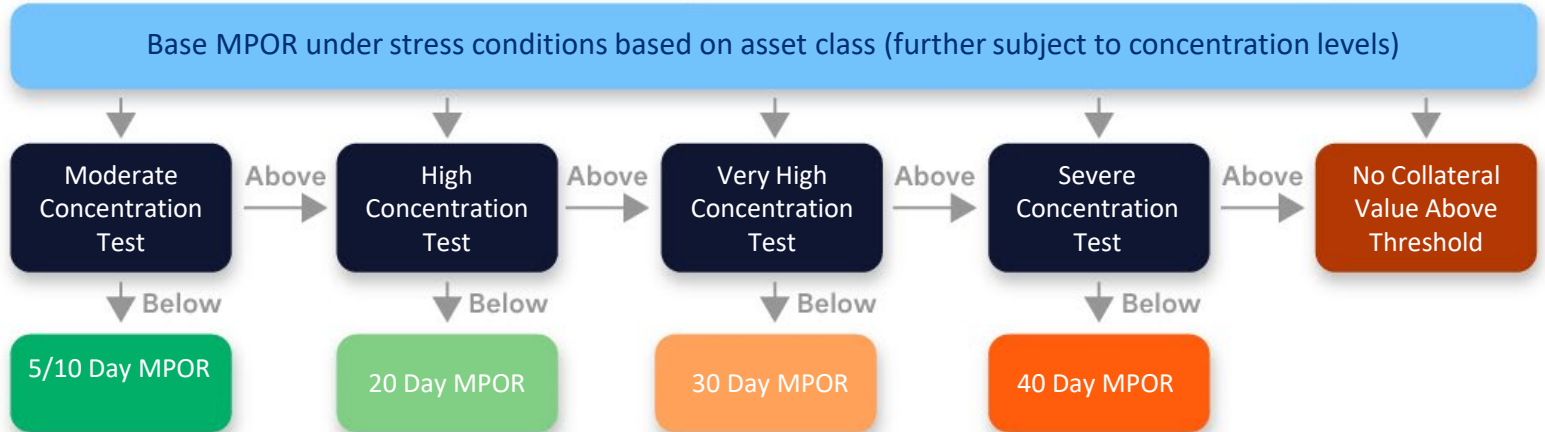 Base MPOR under stress conditions based on asset class (further subject to concentration levels)
Moderate
Concentration
Test
Above
High
Concentration
Test
Above
Very High
Concentration
Test
Above
Severe
Concentration
Test
Above
No Collateral
Value Above
Threshold
Below
Below
Below
Below
5/10 Day MPOR
20 Day MPOR
30 Day MPOR
40 Day MPOR